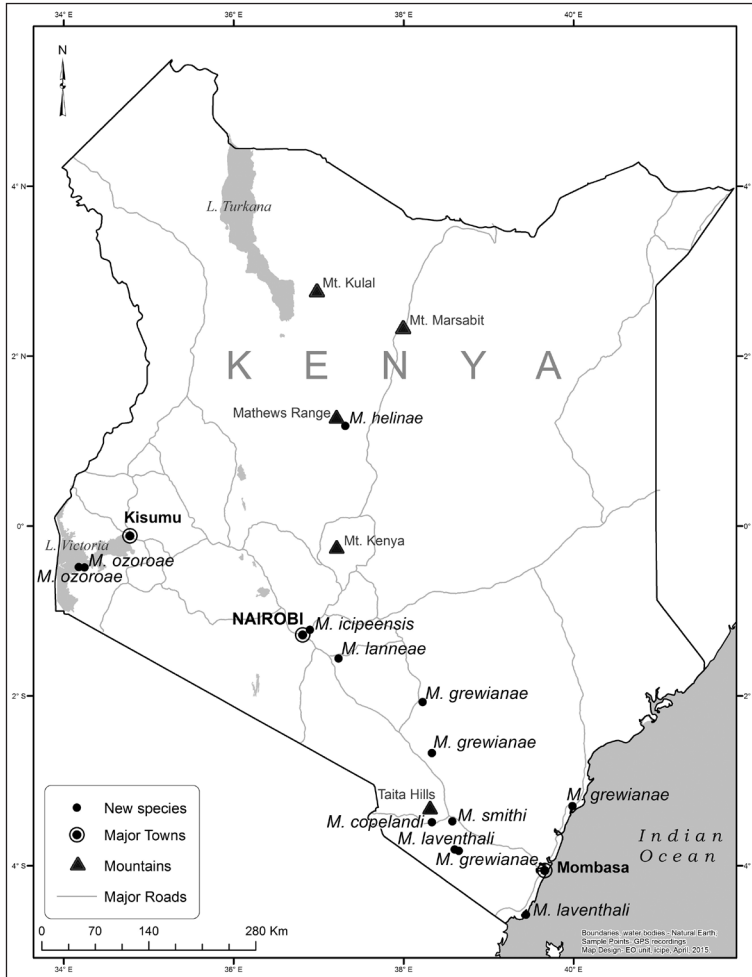 34° E
36° E
38° E
40° E
N
4° N
4°
L. Turkana
Mt. Kulal
Mt. Marsabit
2° N
2°
KENYA
Mathews Range
M. helinae
Kisumu
0°
0°
L. Victoria
Mt. Kenya
M. ozoroae
M. ozoroae
NAIROBI
M. icipeensis
M. lanneae
2° S
2°
M. grewianae
M. grewianae
Taita Hills
M. grewianae
M. copelandi
M. smithi
M. laventhali
M. grewianae
Indian
Ocean
4° S
4°
Mombasa
M. laventhali
New species
Major Towns
Mountains
Major Roads
0 70 140 280 Km
Boundaries, water bodies - Natural Earth;
Sample Points- GPS recordings
Map Design- EO unit, icipe, April, 2015.
34° E
36° E
38° E
40° E